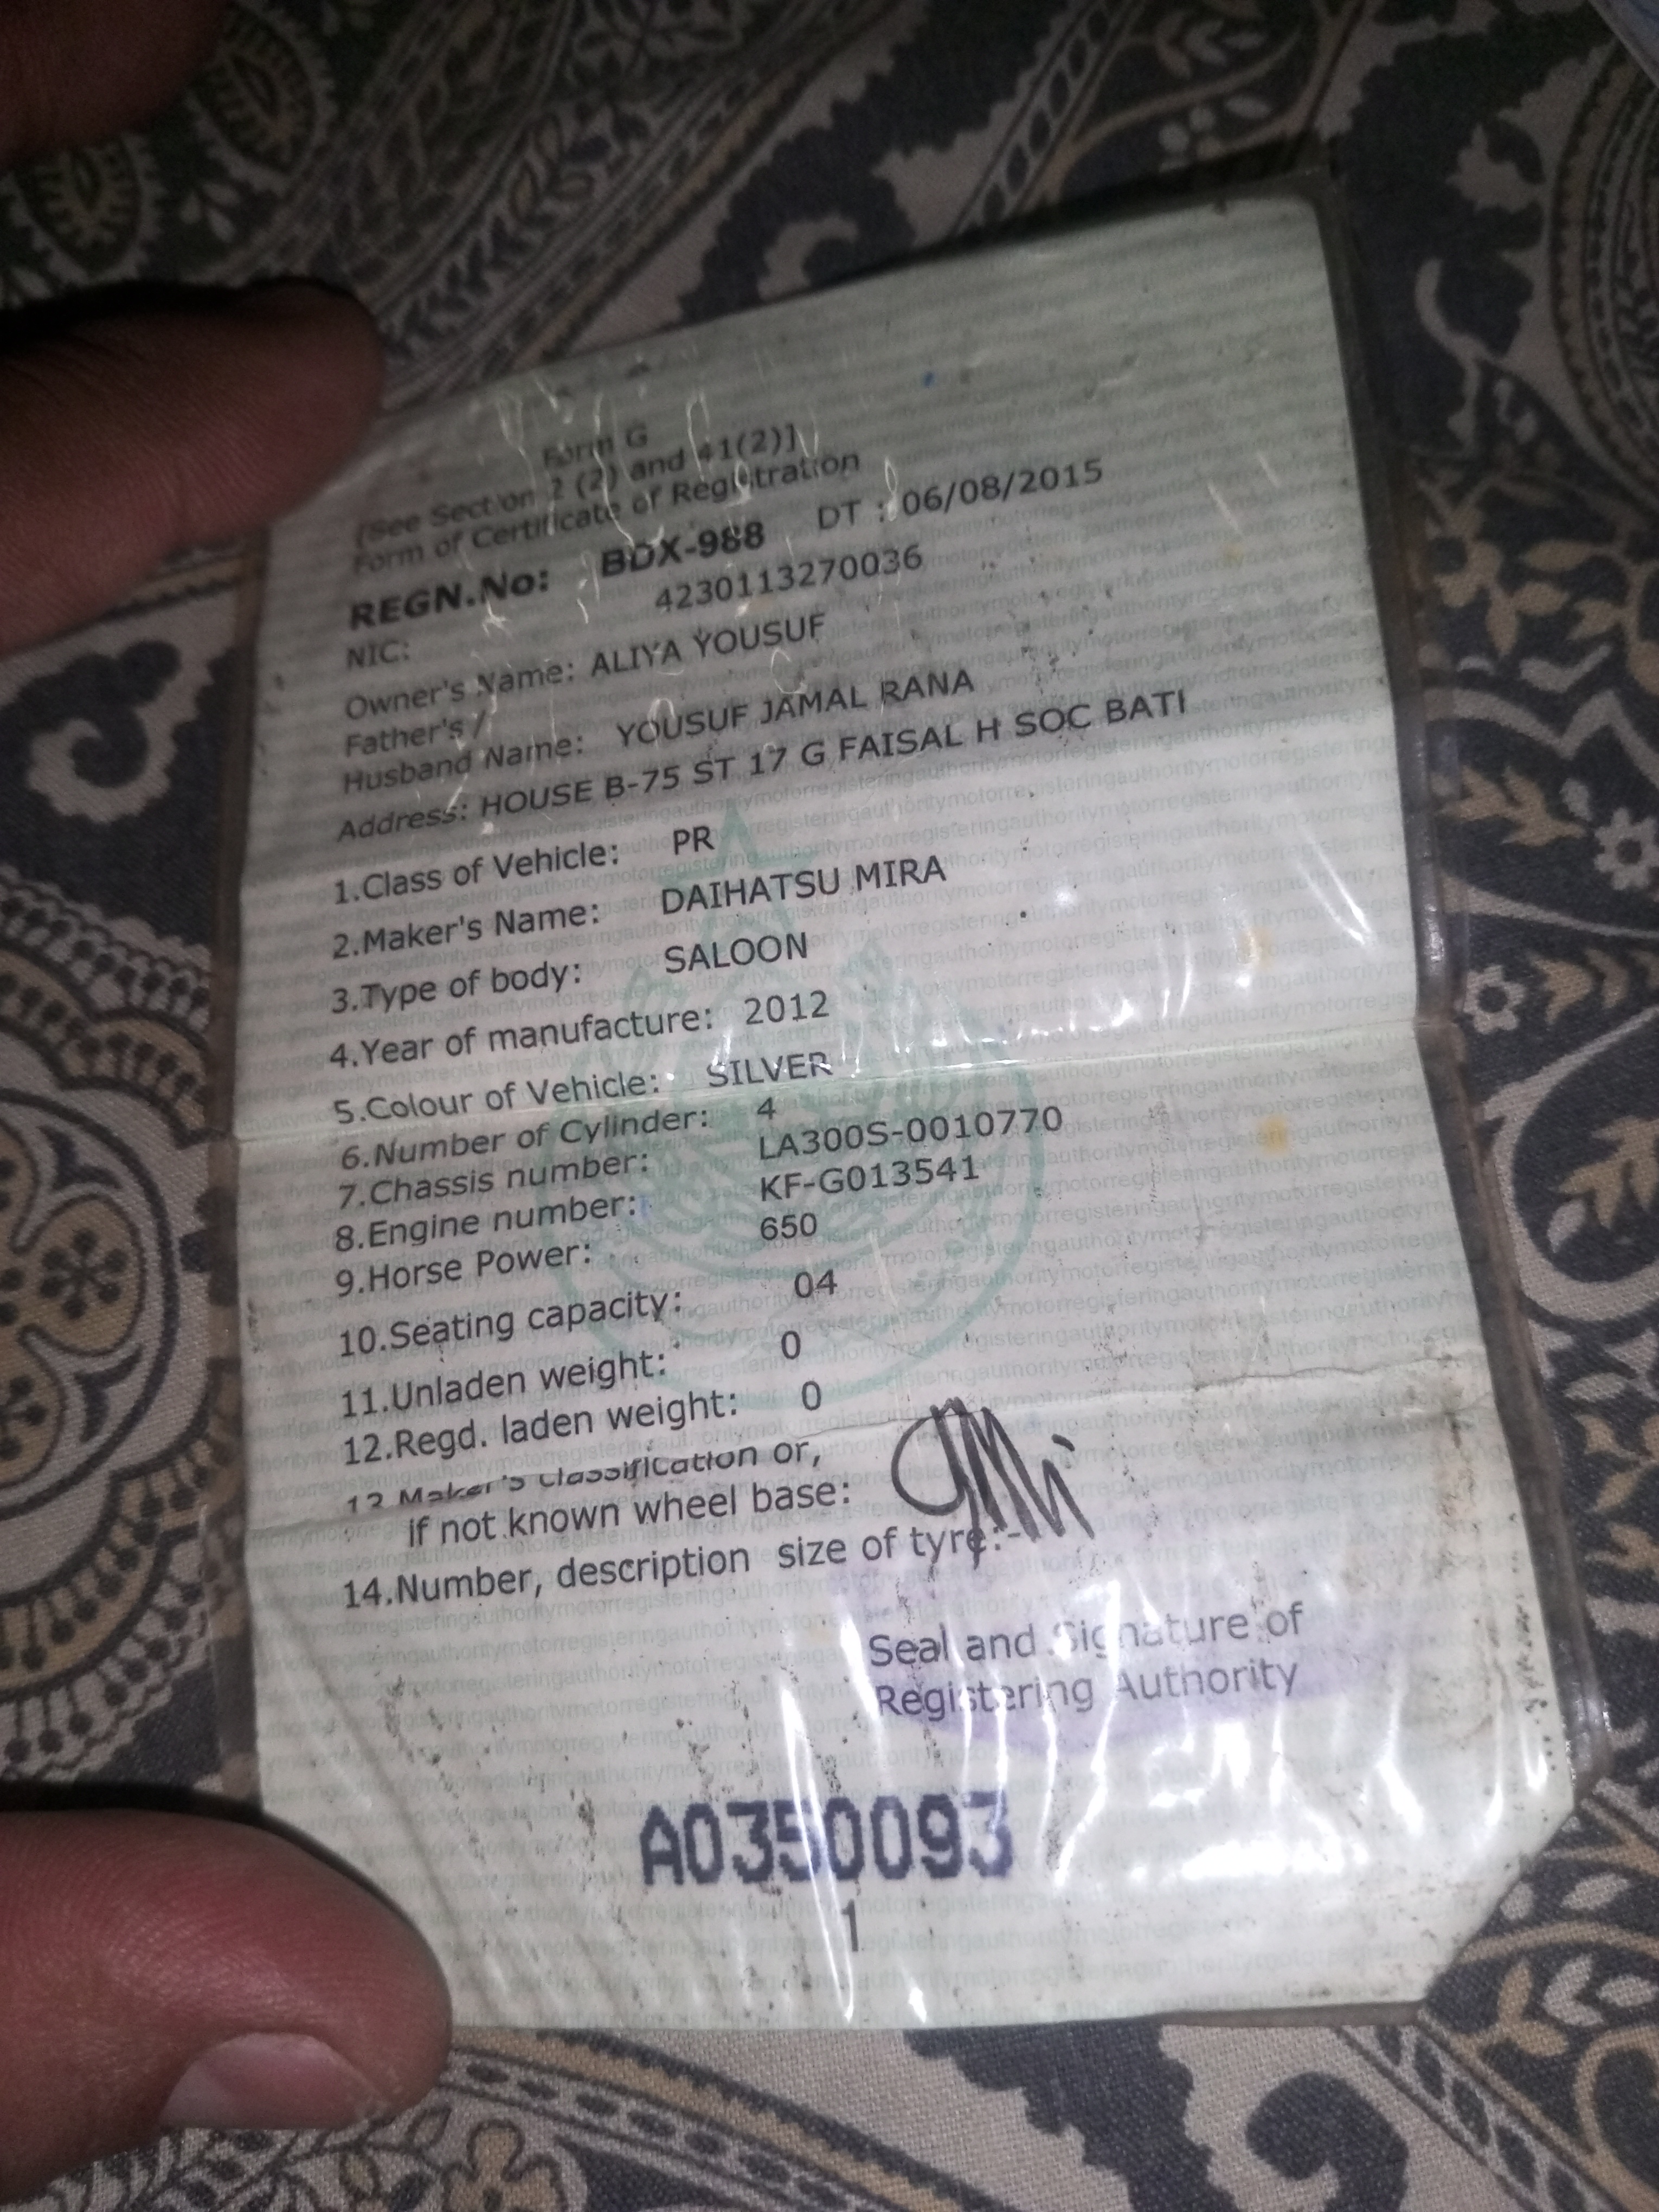 Form G
[See Section 2 (2) and 41(2)]
Form of Certificate of Registration
REGN.No: BDX-988 DT : 06/08/2015
NIC: 4230113270036
Owner's Name: ALIYA YOUSUF
Father's /
Husband Name: YOUSUF JAMAL RANA
Address: HOUSE B-75 ST 17 G FAISAL H SOC BATI
1.Class of Vehicle: PR
2.Maker's Name: DAIHATSU MIRA
3.Type of body: SALOON
4.Year of manufacture: 2012
5.Colour of Vehicle: SILVER
6.Number of Cylinder: 4
7.Chassis number: LA300S-0010770
8.Engine number: KF-G013541
9.Horse Power: 650
10.Seating capacity: 04
11.Unladen weight: 0
12.Regd. laden weight: 0
13.Maker's Classification or,
if not known wheel base:
14.Number, description size of tyre:-
Seal and Signature of
Registering Authority
A0350093
1